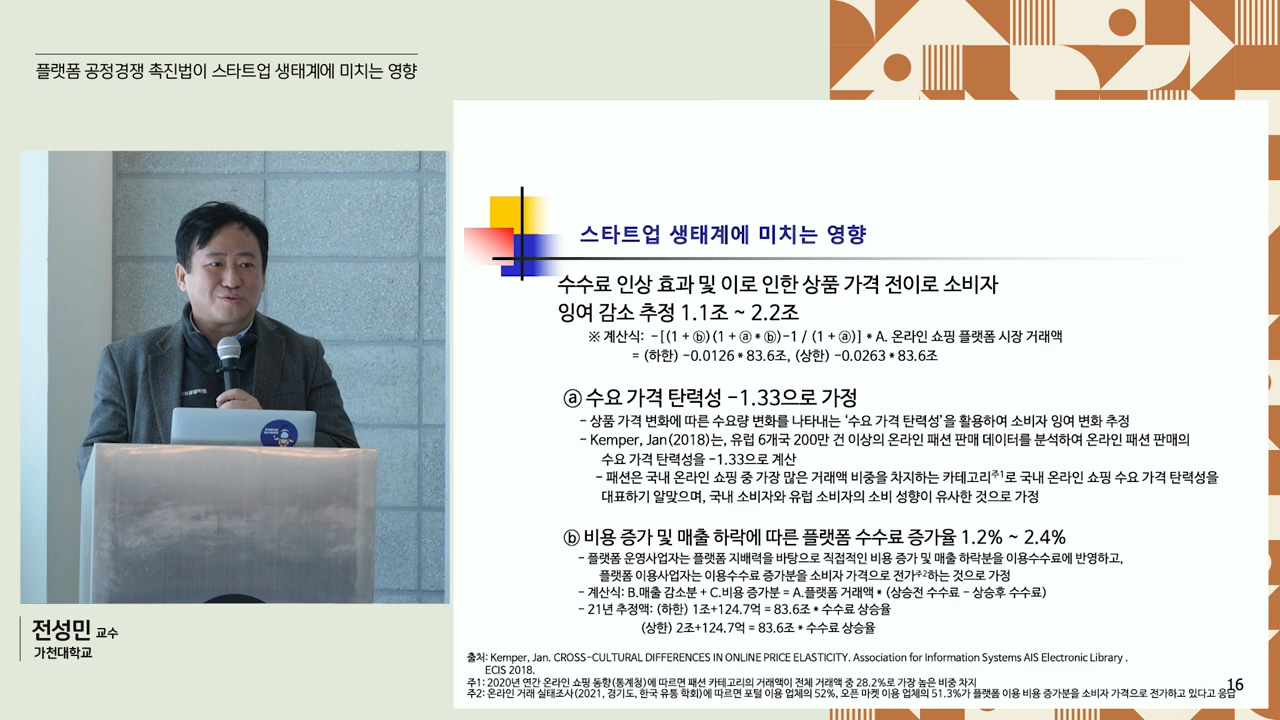 플랫폼 공정경쟁 촉진법이 스타트업 생태계에 미치는 영향
스타트업 생태계에 미치는 영향
수수료 인상 효과 및 이로 인한 상품 가격 전이로 소비자
잉여 감소 추정 1.1조 ~ 2.2조
※ 계산식: -[(1 + ⓑ)(1 + ⓐ * ⓑ)-1 / (1 + ⓐ)] * A. 온라인 쇼핑 플랫폼 시장 거래액
= (하한) -0.0126 * 83.6조, (상한) -0.0263 * 83.6조
ⓐ 수요 가격 탄력성 -1.33으로 가정
- 상품 가격 변화에 따른 수요량 변화를 나타내는 ‘수요 가격 탄력성’을 활용하여 소비자 잉여 변화 추정
- Kemper, Jan(2018)는, 유럽 6개국 200만 건 이상의 온라인 패션 판매 데이터를 분석하여 온라인 패션 판매의
수요 가격 탄력성을 -1.33으로 계산
- 패션은 국내 온라인 쇼핑 중 가장 많은 거래액 비중을 차지하는 카테고리주1로 국내 온라인 쇼핑 수요 가격 탄력성을
대표하기 알맞으며, 국내 소비자와 유럽 소비자의 소비 성향이 유사한 것으로 가정
ⓑ 비용 증가 및 매출 하락에 따른 플랫폼 수수료 증가율 1.2% ~ 2.4%
- 플랫폼 운영사업자는 플랫폼 지배력을 바탕으로 직접적인 비용 증가 및 매출 하락분을 이용수수료에 반영하고,
플랫폼 이용사업자는 이용수수료 증가분을 소비자 가격으로 전가주2하는 것으로 가정
- 계산식: B.매출 감소분 + C.비용 증가분 = A.플랫폼 거래액 * (상승전 수수료 - 상승후 수수료)
- 21년 추정액: (하한) 1조+124.7억 = 83.6조 * 수수료 상승율
(상한) 2조+124.7억 = 83.6조 * 수수료 상승율
출처: Kemper, Jan. CROSS-CULTURAL DIFFERENCES IN ONLINE PRICE ELASTICITY. Association for Information Systems AIS Electronic Library .
ECIS 2018.
주1: 2020년 연간 온라인 쇼핑 동향(통계청)에 따르면 패션 카테고리의 거래액이 전체 거래액 중 28.2%로 가장 높은 비중 차지
주2: 온라인 거래 실태조사(2021, 경기도, 한국 유통 학회)에 따르면 포털 이용 업체의 52%, 오픈 마켓 이용 업체의 51.3%가 플랫폼 이용 비용 증가분을 소비자 가격으로 전가하고 있다고 응답
16
전성민 교수
가천대학교